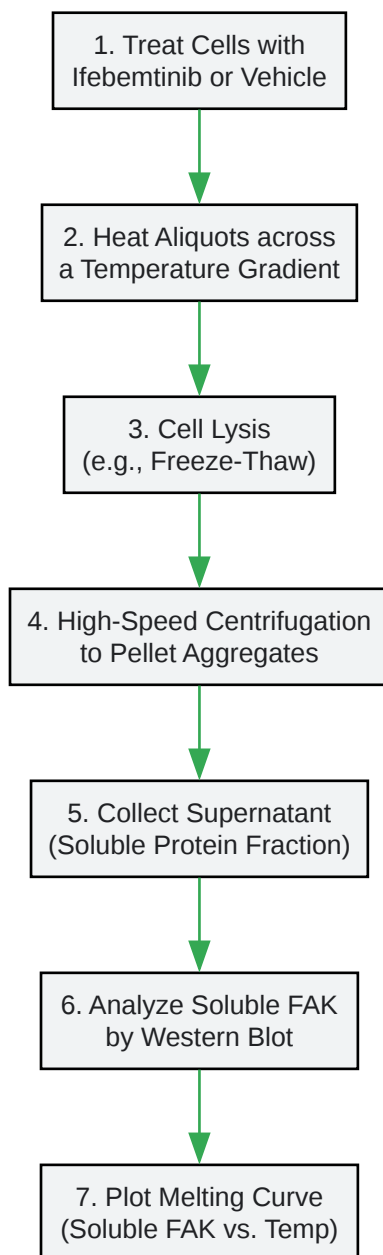 1. Treat Cells with
Ifebemtinib or Vehicle
2. Heat Aliquots across
a Temperature Gradient
3. Cell Lysis
(e.g., Freeze-Thaw)
4. High-Speed Centrifugation
to Pellet Aggregates
5. Collect Supernatant
(Soluble Protein Fraction)
6. Analyze Soluble FAK
by Western Blot
7. Plot Melting Curve
(Soluble FAK vs. Temp)